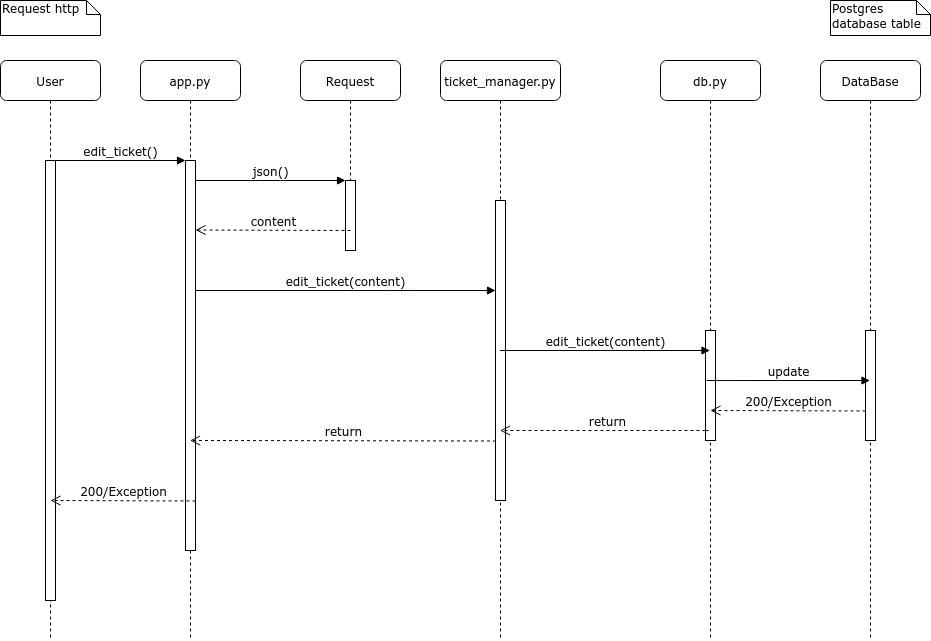 Request http
Postgres
database table
User
app.py
Request
ticket_manager.py
db.py
DataBase
edit_ticket()
json()
content
edit_ticket(content)
edit_ticket(content)
update
200/Exception
return
return
200/Exception